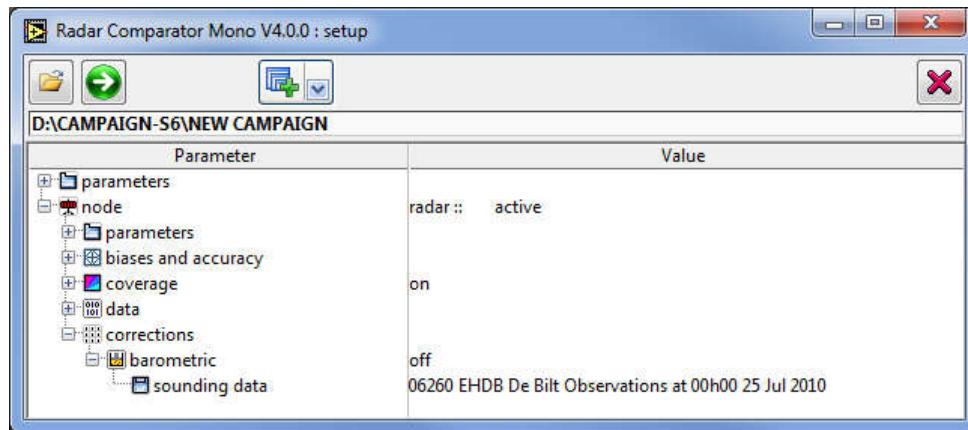 Radar Comparator Mono V4.0.0 : setup
D:\CAMPAIGN-S6\NEW CAMPAIGN
Parameter Value
parameters
node radar :: active
parameters
biases and accuracy
coverage on
data
corrections
barometric off
sounding data 06260 EHDB De Bilt Observations at 00h00 25 Jul 2010